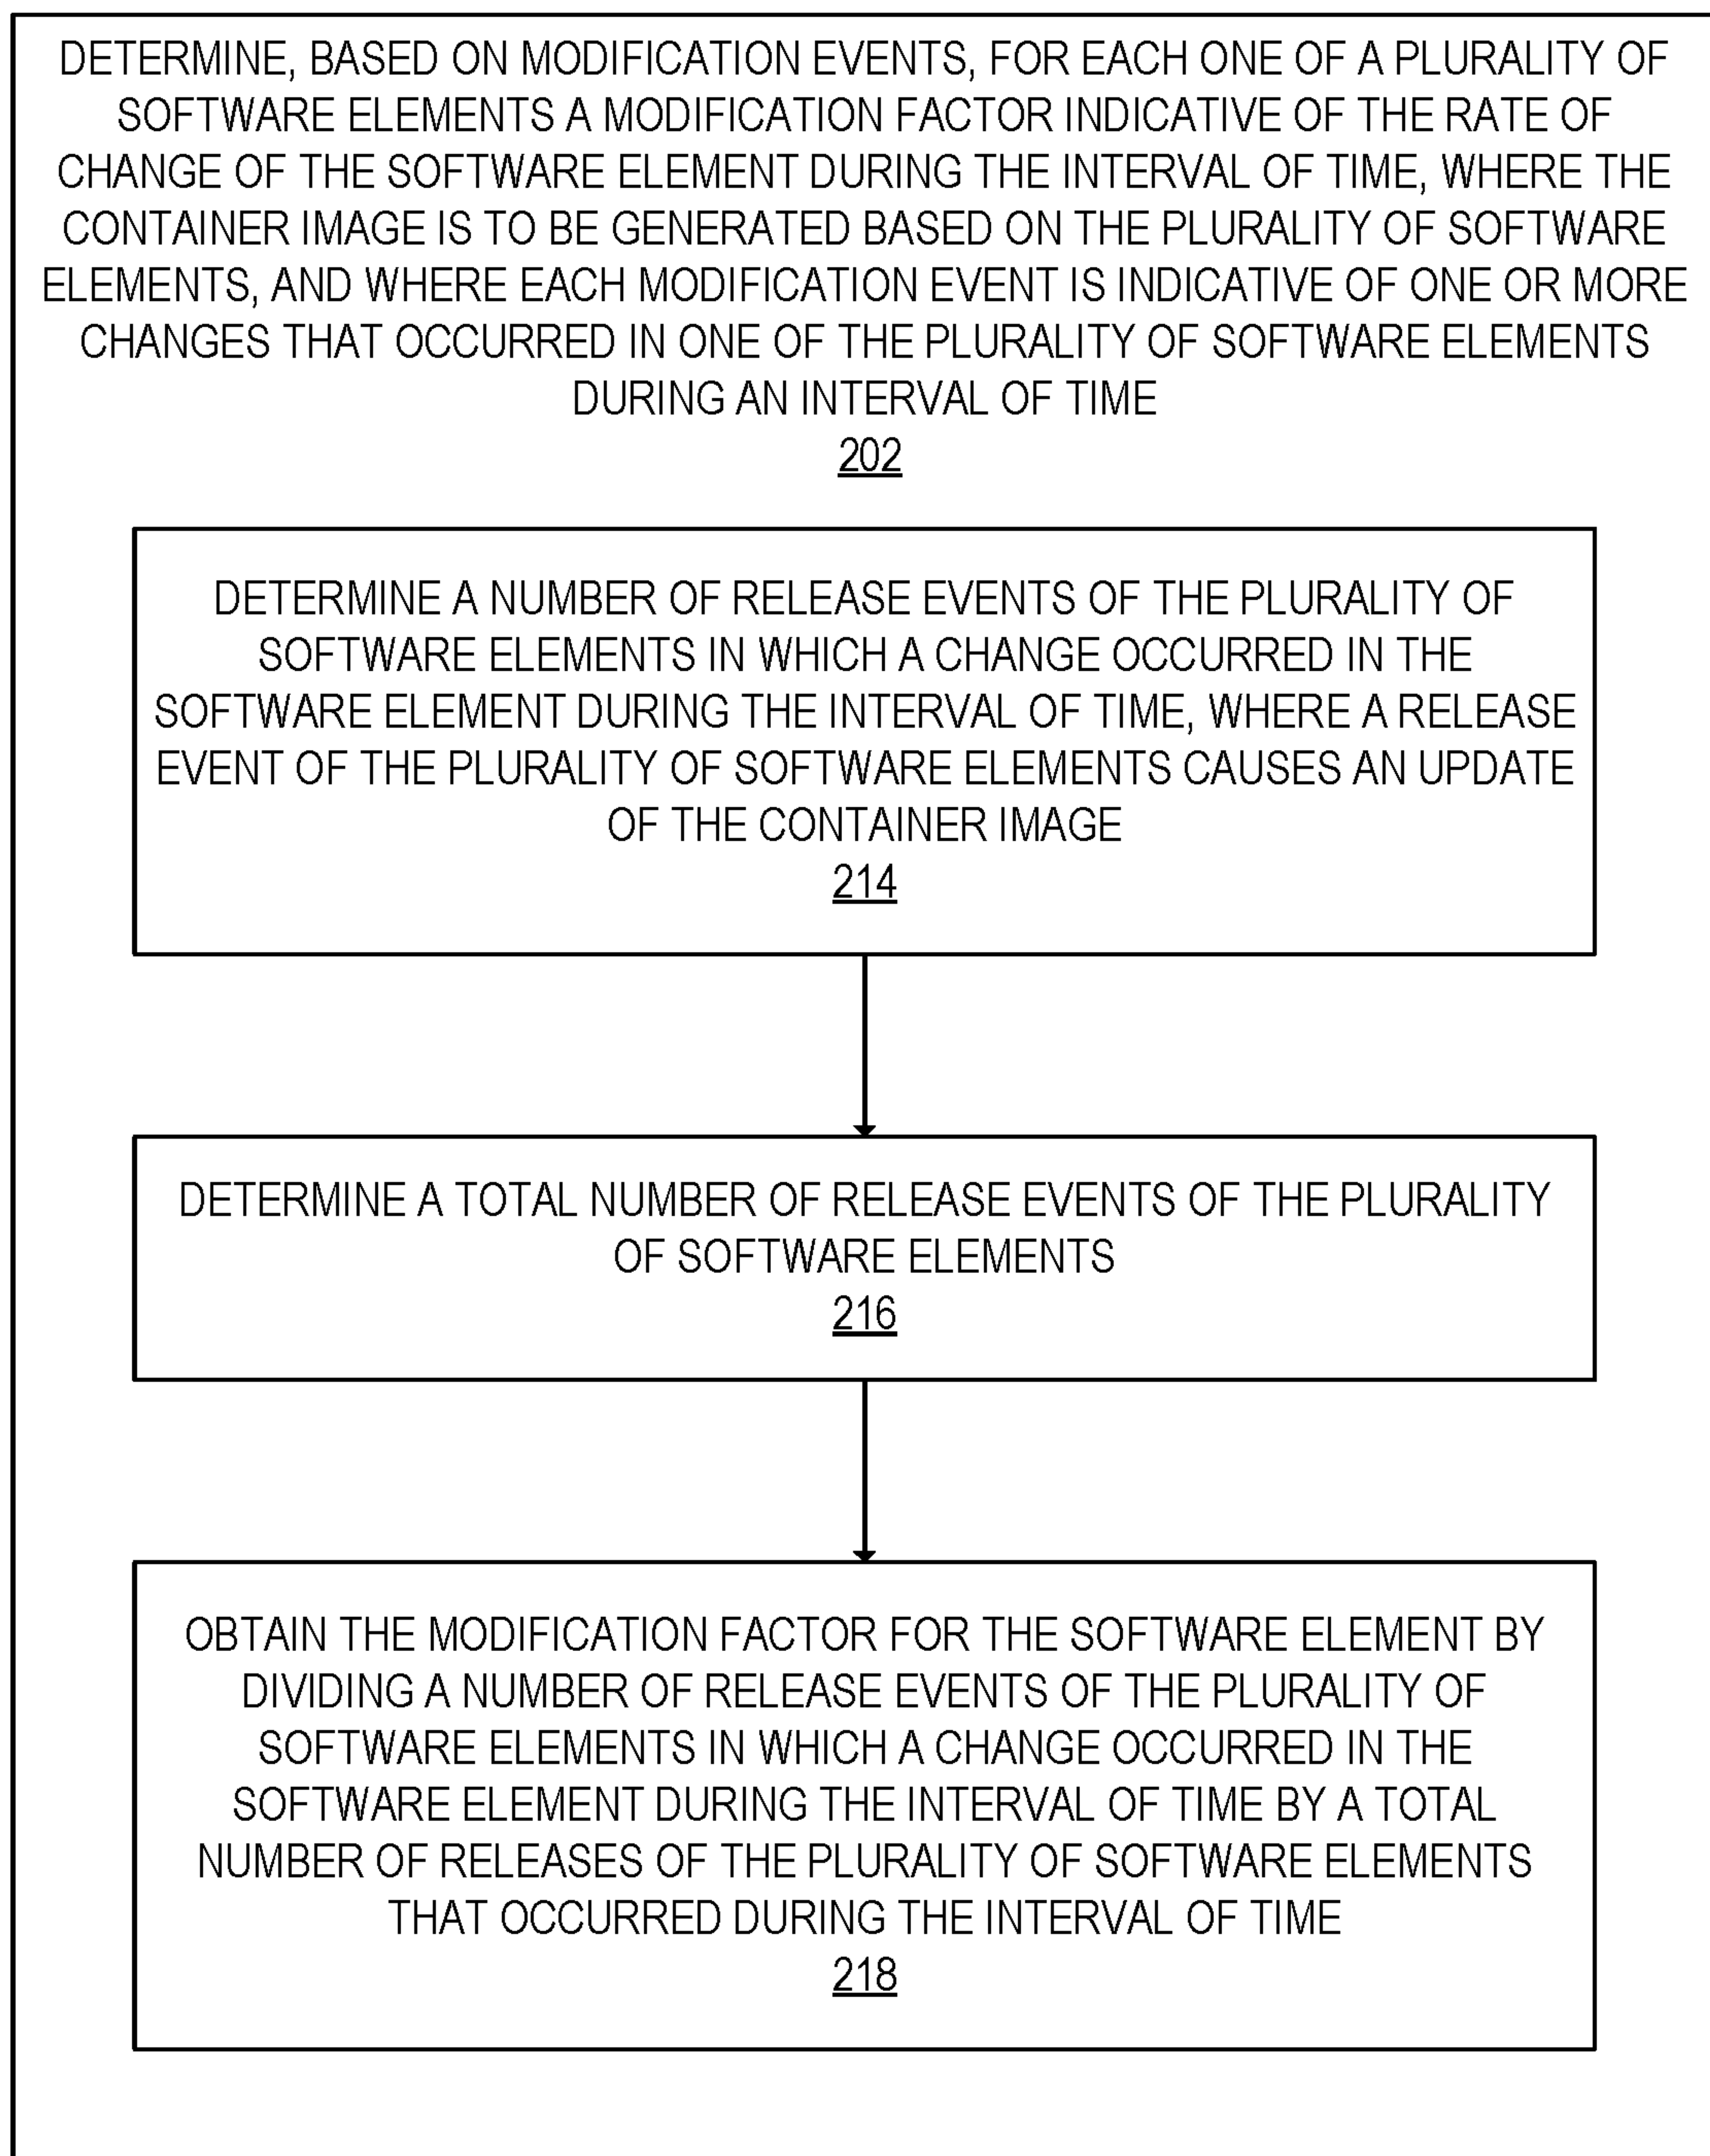 DETERMINE, BASED ON MODIFICATION EVENTS, FOR EACH ONE OF A PLURALITY OF
SOFTWARE ELEMENTS A MODIFICATION FACTOR INDICATIVE OF THE RATE OF
CHANGE OF THE SOFTWARE ELEMENT DURING THE INTERVAL OF TIME, WHERE THE
CONTAINER IMAGE IS TO BE GENERATED BASED ON THE PLURALITY OF SOFTWARE
ELEMENTS, AND WHERE EACH MODIFICATION EVENT IS INDICATIVE OF ONE OR MORE
CHANGES THAT OCCURRED IN ONE OF THE PLURALITY OF SOFTWARE ELEMENTS
DURING AN INTERVAL OF TIME
202
DETERMINE A NUMBER OF RELEASE EVENTS OF THE PLURALITY OF
SOFTWARE ELEMENTS IN WHICH A CHANGE OCCURRED IN THE
SOFTWARE ELEMENT DURING THE INTERVAL OF TIME, WHERE A RELEASE
EVENT OF THE PLURALITY OF SOFTWARE ELEMENTS CAUSES AN UPDATE
OF THE CONTAINER IMAGE
214
DETERMINE A TOTAL NUMBER OF RELEASE EVENTS OF THE PLURALITY
OF SOFTWARE ELEMENTS
216
OBTAIN THE MODIFICATION FACTOR FOR THE SOFTWARE ELEMENT BY
DIVIDING A NUMBER OF RELEASE EVENTS OF THE PLURALITY OF
SOFTWARE ELEMENTS IN WHICH A CHANGE OCCURRED IN THE
SOFTWARE ELEMENT DURING THE INTERVAL OF TIME BY A TOTAL
NUMBER OF RELEASES OF THE PLURALITY OF SOFTWARE ELEMENTS
THAT OCCURRED DURING THE INTERVAL OF TIME
218